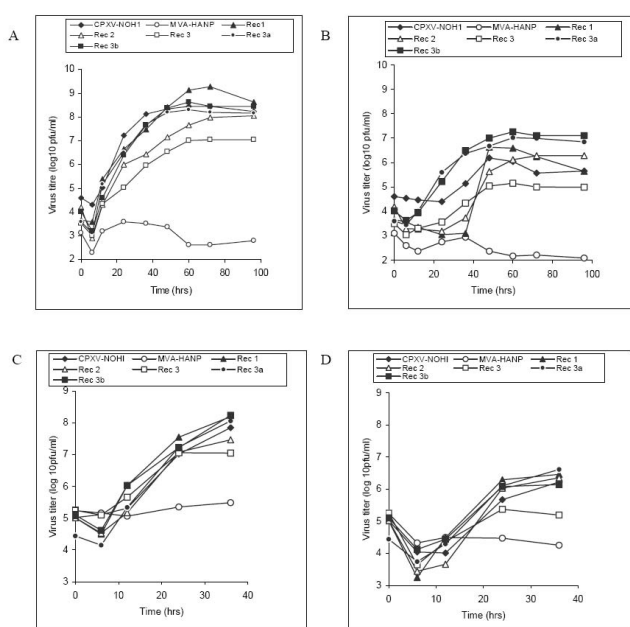 A
CPXV-NOH1 MVA-HANP Rec1
Rec 2 Rec 3 Rec 3a
Rec 3b
Virus titre (log10 pfu/ml)
10
9
8
7
6
5
4
3
2
0 20 40 60 80 100
Time (hrs)
B
CPXV-NOH1 MVA-HANP Rec 1
Rec 2 Rec 3 Rec 3a
Rec 3b
Virus titer (log10 pfu/ml)
10
9
8
7
6
5
4
3
2
0 20 40 60 80 100
Time (hrs)
C
CPXV-NOHI MVA-HANP Rec 1
Rec 2 Rec 3 Rec 3a
Rec 3b
Virus titer (log 10pfu/ml)
9
8
7
6
5
4
3
0 10 20 30 40
Time (hrs)
D
CPXV-NOHI MVA-HANP Rec 1
Rec 2 Rec 3 Rec 3a
Rec 3b
Virus titer (log 10pfu/ml)
9
8
7
6
5
4
3
0 10 20 30 40
Time (hrs)